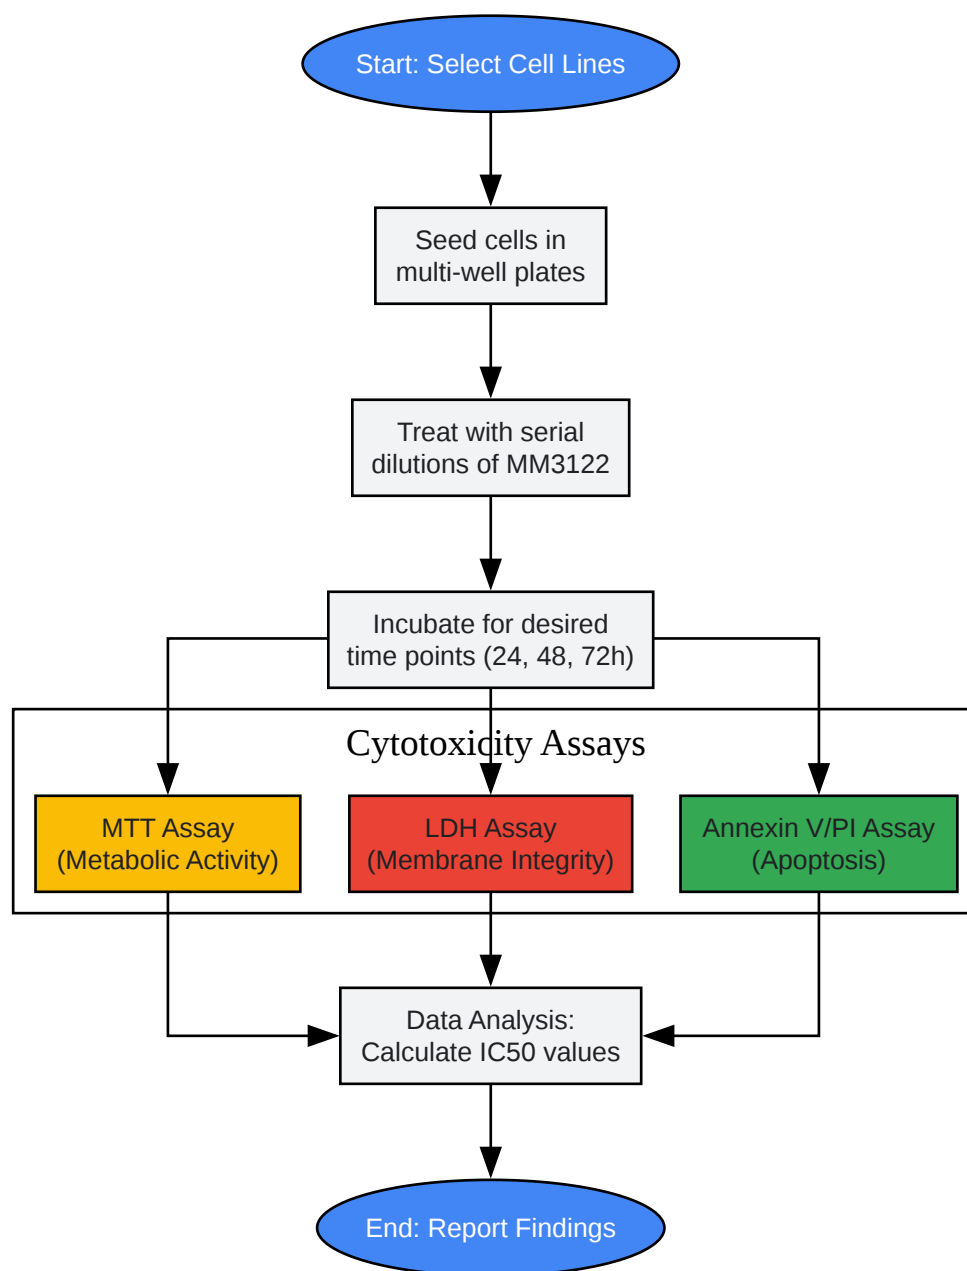 Start: Select Cell Lines
Seed cells in
multi-well plates
Treat with serial
dilutions of MM3122
Incubate for desired
time points (24, 48, 72h)
Cytotoxicity Assays
MTT Assay
(Metabolic Activity)
LDH Assay
(Membrane Integrity)
Annexin V/PI Assay
(Apoptosis)
Data Analysis:
Calculate IC50 values
End: Report Findings